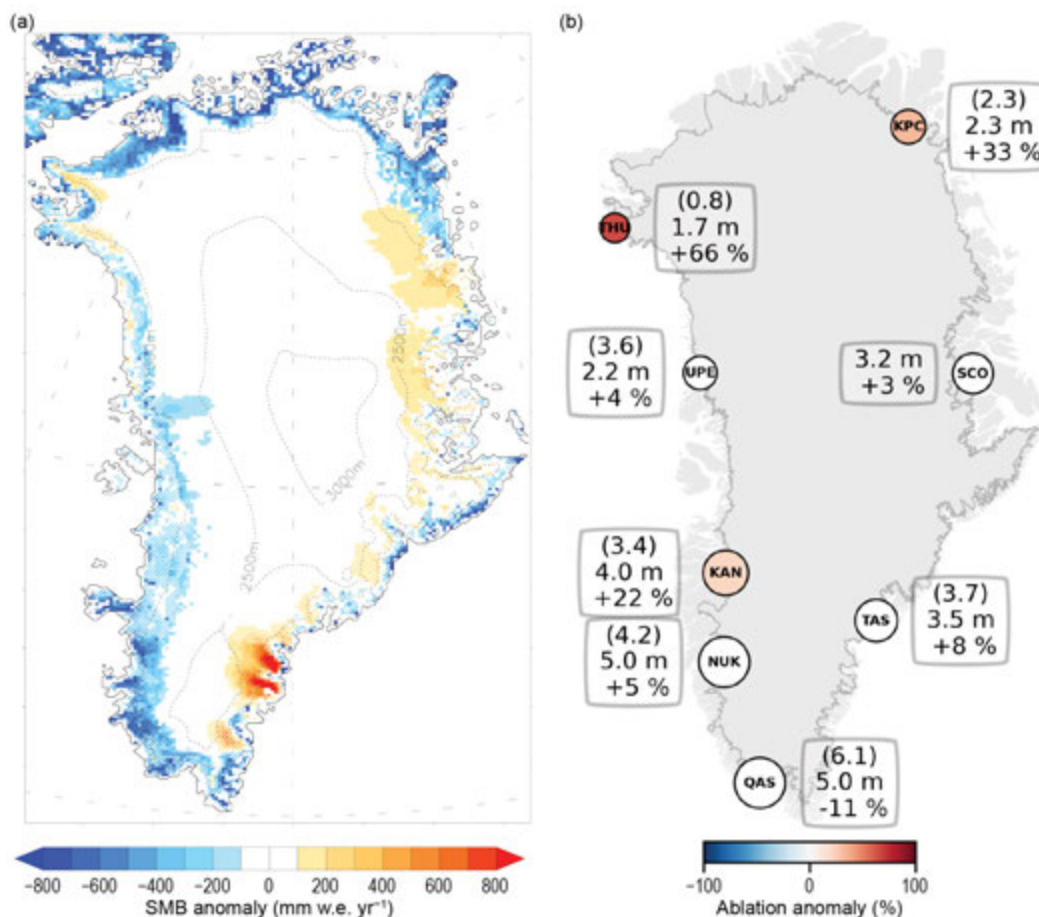 (a)
2500m
3000m
2500m
−800 −600 −400 −200 0 200 400 600 800
SMB anomaly (mm w.e. yr⁻¹)
(b)
KPC
(2.3)
2.3 m
+33 %
THU
(0.8)
1.7 m
+66 %
UPE
(3.6)
2.2 m
+4 %
SCO
3.2 m
+3 %
KAN
(3.4)
4.0 m
+22 %
NUK
(4.2)
5.0 m
+5 %
TAS
(3.7)
3.5 m
+8 %
QAS
(6.1)
5.0 m
-11 %
−100 0 100
Ablation anomaly (%)